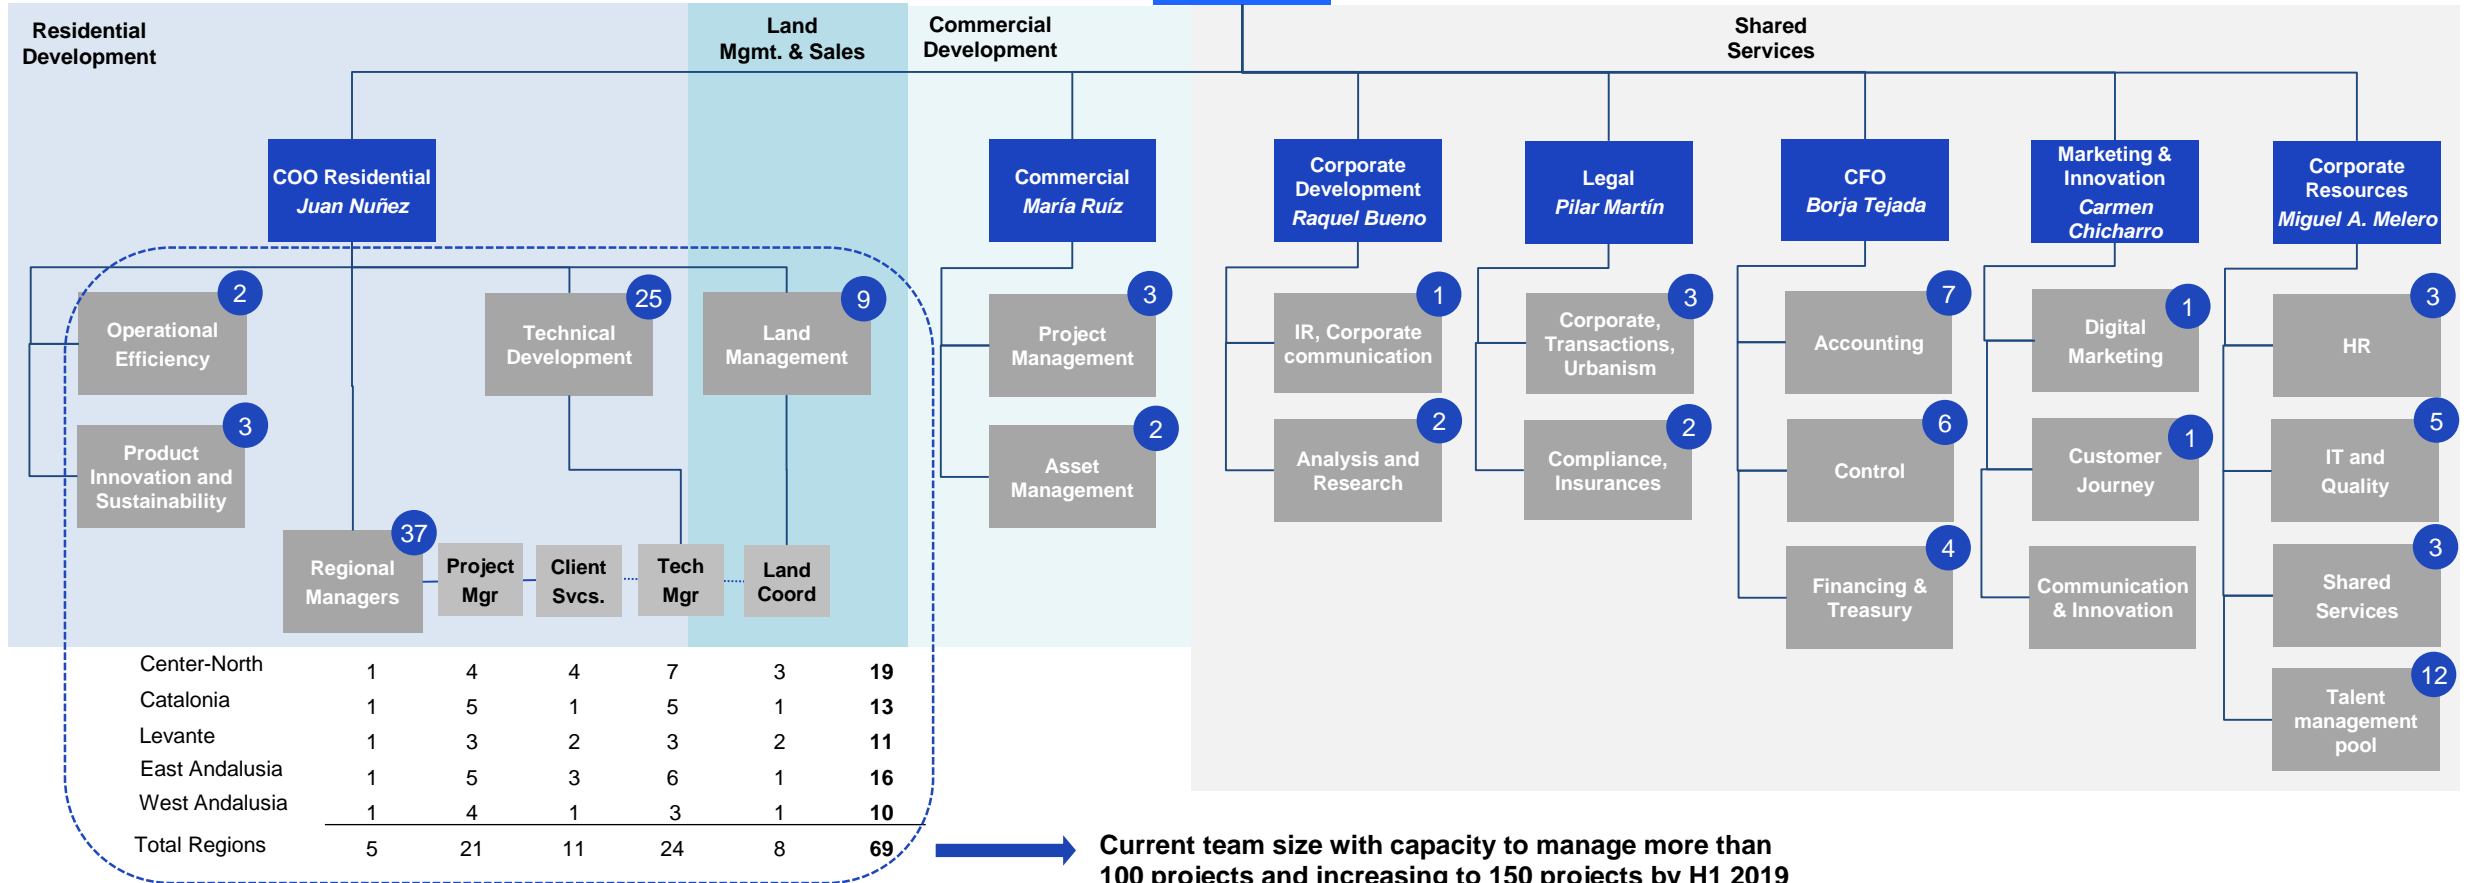 Residential
Development
Land
Mgmt. & Sales
Commercial
Development
Shared
Services
COO Residential
Juan Nuñez
Commercial
María Ruíz
Corporate
Development
Raquel Bueno
Legal
Pilar Martín
CFO
Borja Tejada
Marketing &
Innovation
Carmen
Chicharro
Corporate
Resources
Miguel A. Melero
2
Operational
Efficiency
3
Product
Innovation and
Sustainability
25
Technical
Development
9
Land
Management
37
Regional
Managers
Project
Mgr
Client
Svcs.
Tech
Mgr
Land
Coord
3
Project
Management
2
Asset
Management
1
IR, Corporate
communication
2
Analysis and
Research
3
Corporate,
Transactions,
Urbanism
2
Compliance,
Insurances
7
Accounting
6
Control
4
Financing &
Treasury
1
Digital
Marketing
1
Customer
Journey
Communication
& Innovation
3
HR
5
IT and
Quality
3
Shared
Services
12
Talent
management
pool
Center-North 1 4 4 7 3 19
Catalonia 1 5 1 5 1 13
Levante 1 3 2 3 2 11
East Andalusia 1 5 3 6 1 16
West Andalusia 1 4 1 3 1 10
Total Regions 5 21 11 24 8 69
Current team size with capacity to manage more than
100 projects and increasing to 150 projects by H1 2019